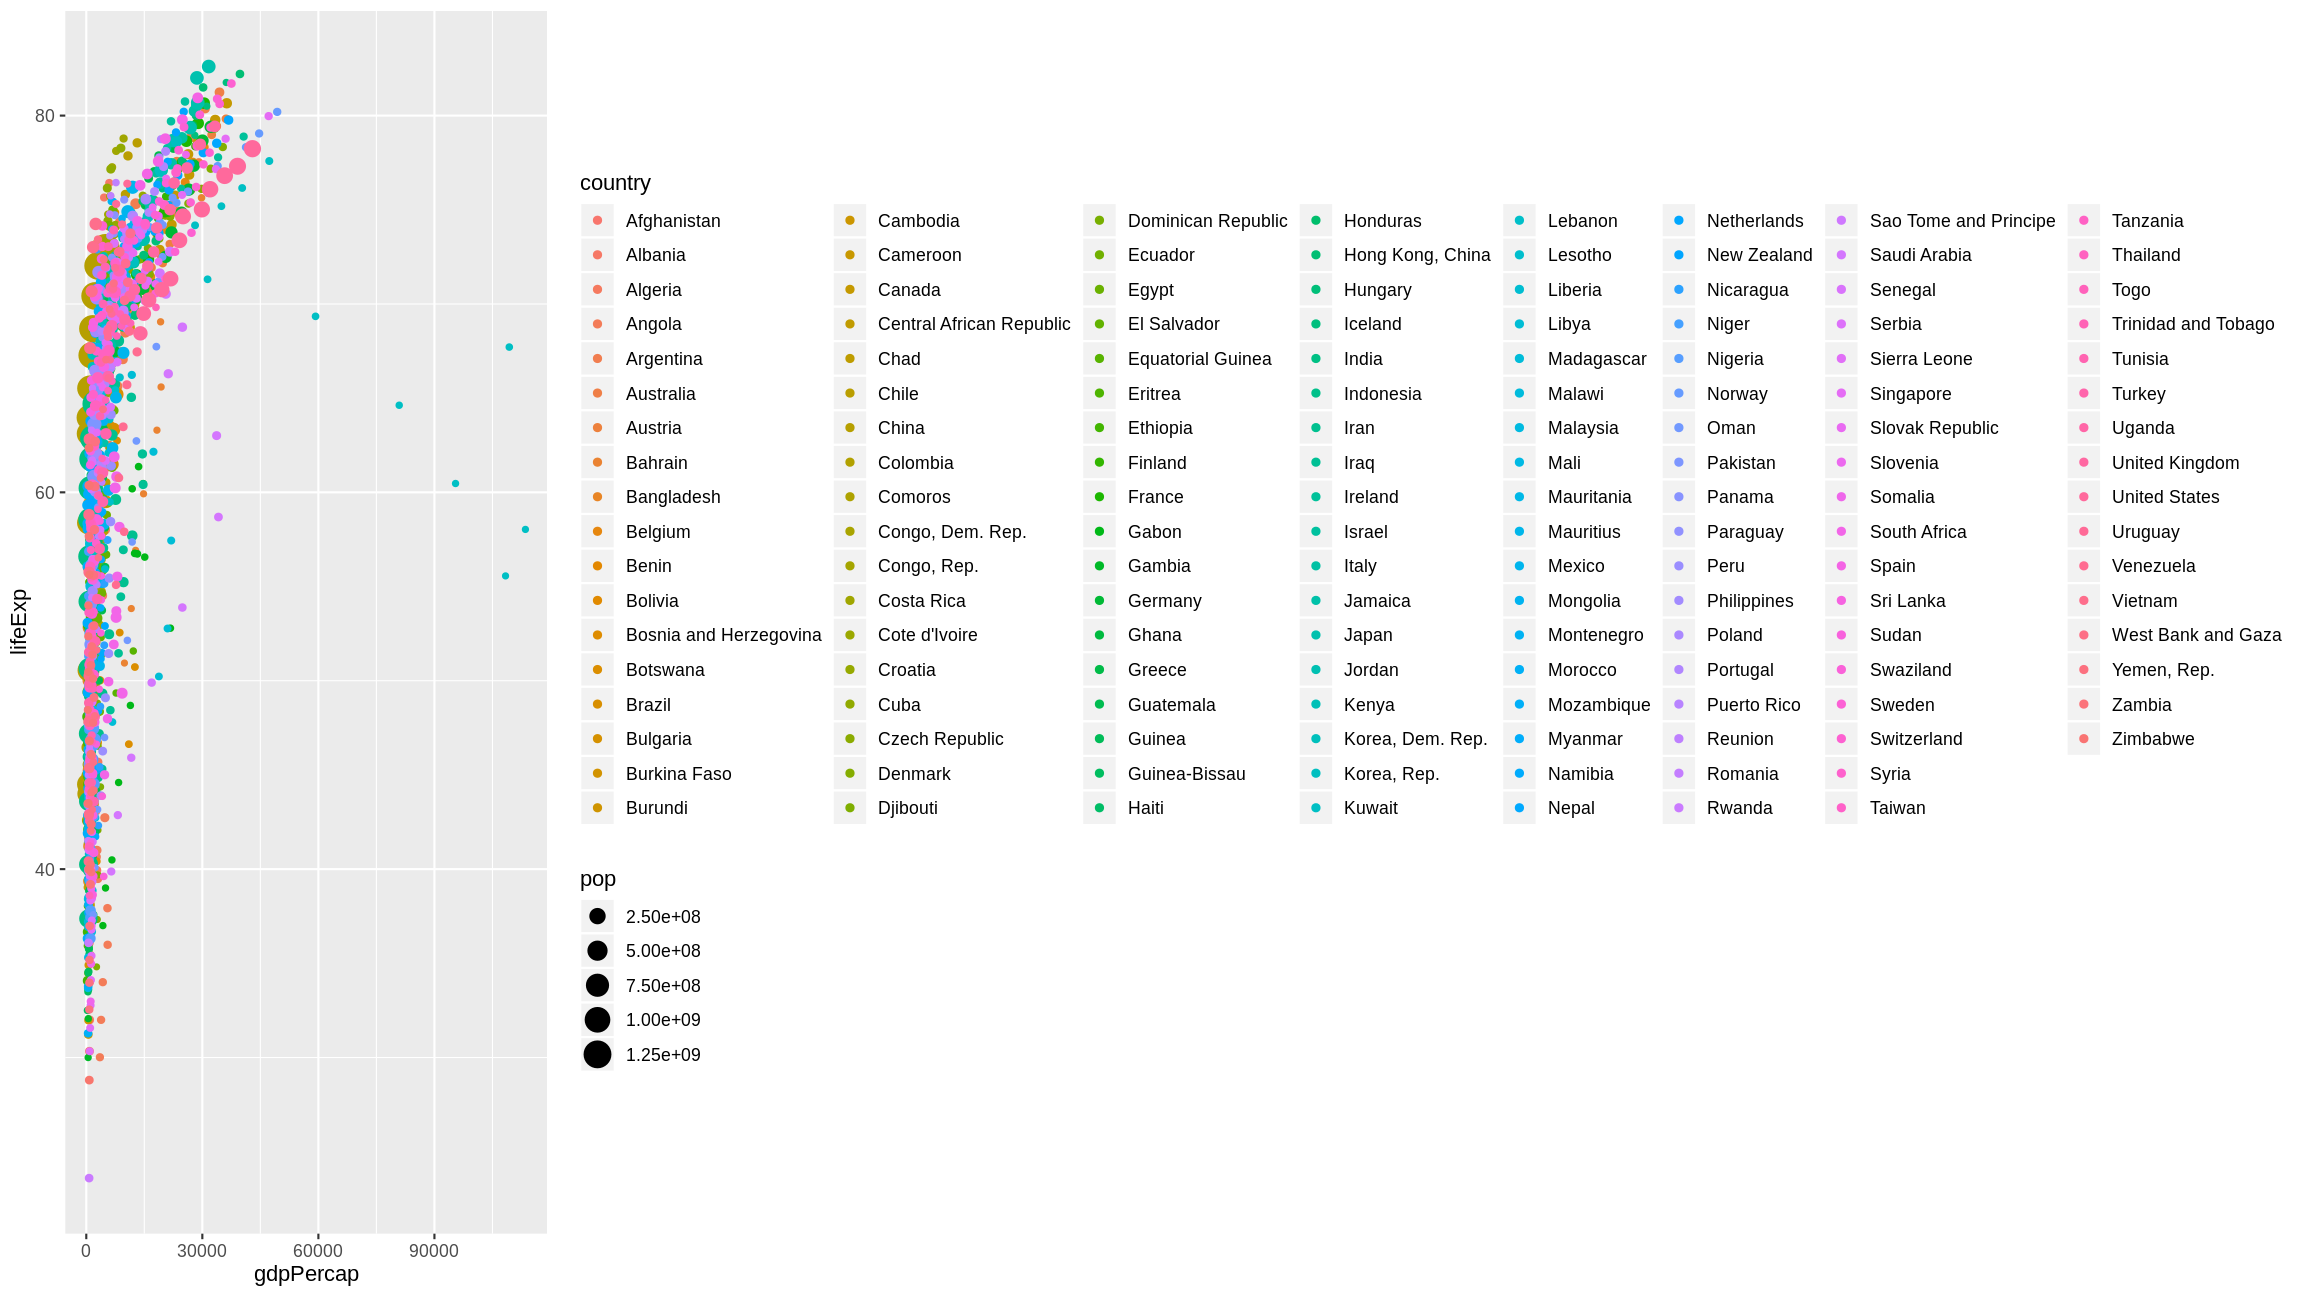 80
60
40
lifeExp
0 30000 60000 90000
gdpPercap
country
Afghanistan Cambodia Dominican Republic Honduras Lebanon Netherlands Sao Tome and Principe Tanzania
Albania Cameroon Ecuador Hong Kong, China Lesotho New Zealand Saudi Arabia Thailand
Algeria Canada Egypt Hungary Liberia Nicaragua Senegal Togo
Angola Central African Republic El Salvador Iceland Libya Niger Serbia Trinidad and Tobago
Argentina Chad Equatorial Guinea India Madagascar Nigeria Sierra Leone Tunisia
Australia Chile Eritrea Indonesia Malawi Norway Singapore Turkey
Austria China Ethiopia Iran Malaysia Oman Slovak Republic Uganda
Bahrain Colombia Finland Iraq Mali Pakistan Slovenia United Kingdom
Bangladesh Comoros France Ireland Mauritania Panama Somalia United States
Belgium Congo, Dem. Rep. Gabon Israel Mauritius Paraguay South Africa Uruguay
Benin Congo, Rep. Gambia Italy Mexico Peru Spain Venezuela
Bolivia Costa Rica Germany Jamaica Mongolia Philippines Sri Lanka Vietnam
Bosnia and Herzegovina Cote d'Ivoire Ghana Japan Montenegro Poland Sudan West Bank and Gaza
Botswana Croatia Greece Jordan Morocco Portugal Swaziland Yemen, Rep.
Brazil Cuba Guatemala Kenya Mozambique Puerto Rico Sweden Zambia
Bulgaria Czech Republic Guinea Korea, Dem. Rep. Myanmar Reunion Switzerland Zimbabwe
Burkina Faso Denmark Guinea-Bissau Korea, Rep. Namibia Romania Syria
Burundi Djibouti Haiti Kuwait Nepal Rwanda Taiwan
pop
2.50e+08
5.00e+08
7.50e+08
1.00e+09
1.25e+09